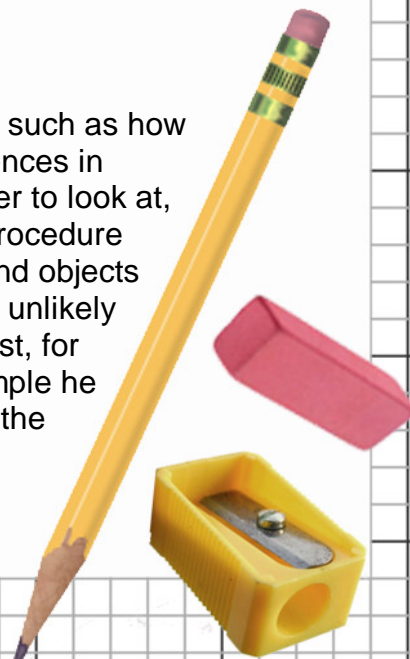 such as how
ences in
er to look at,
rocedure
nd objects
unlikely
st, for
mple he
the